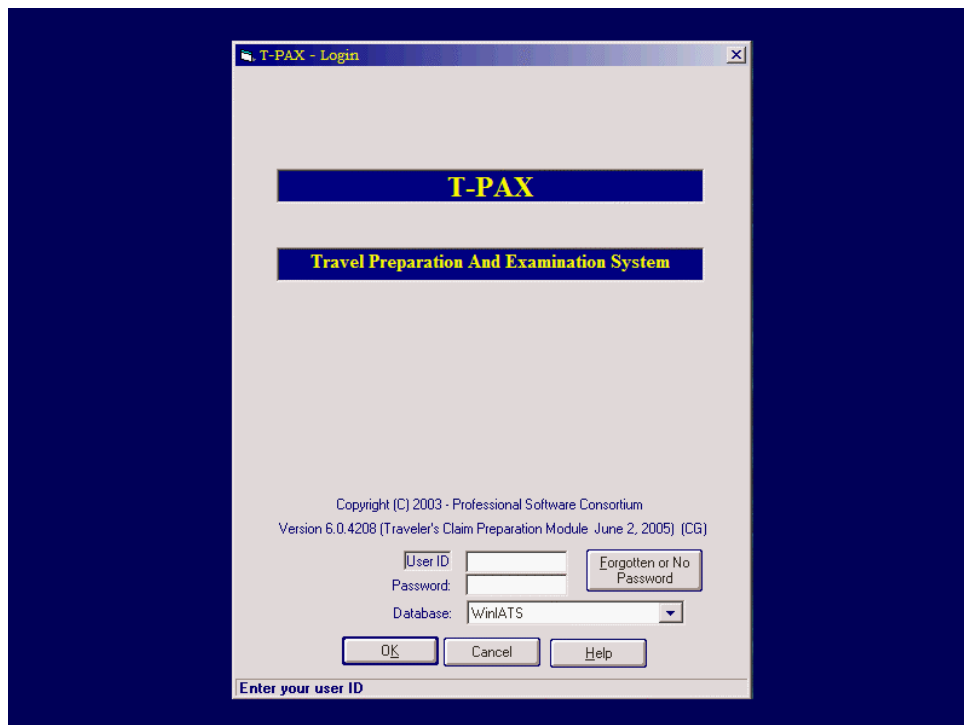 T-PAX - Login
T-PAX
Travel Preparation And Examination System
Copyright (C) 2003 - Professional Software Consortium
Version 6.0.4208 (Traveler's Claim Preparation Module June 2, 2005) (CG)
User ID
Forgotten or No
Password
Password:
Database: WinIATS
OK Cancel Help
Enter your user ID